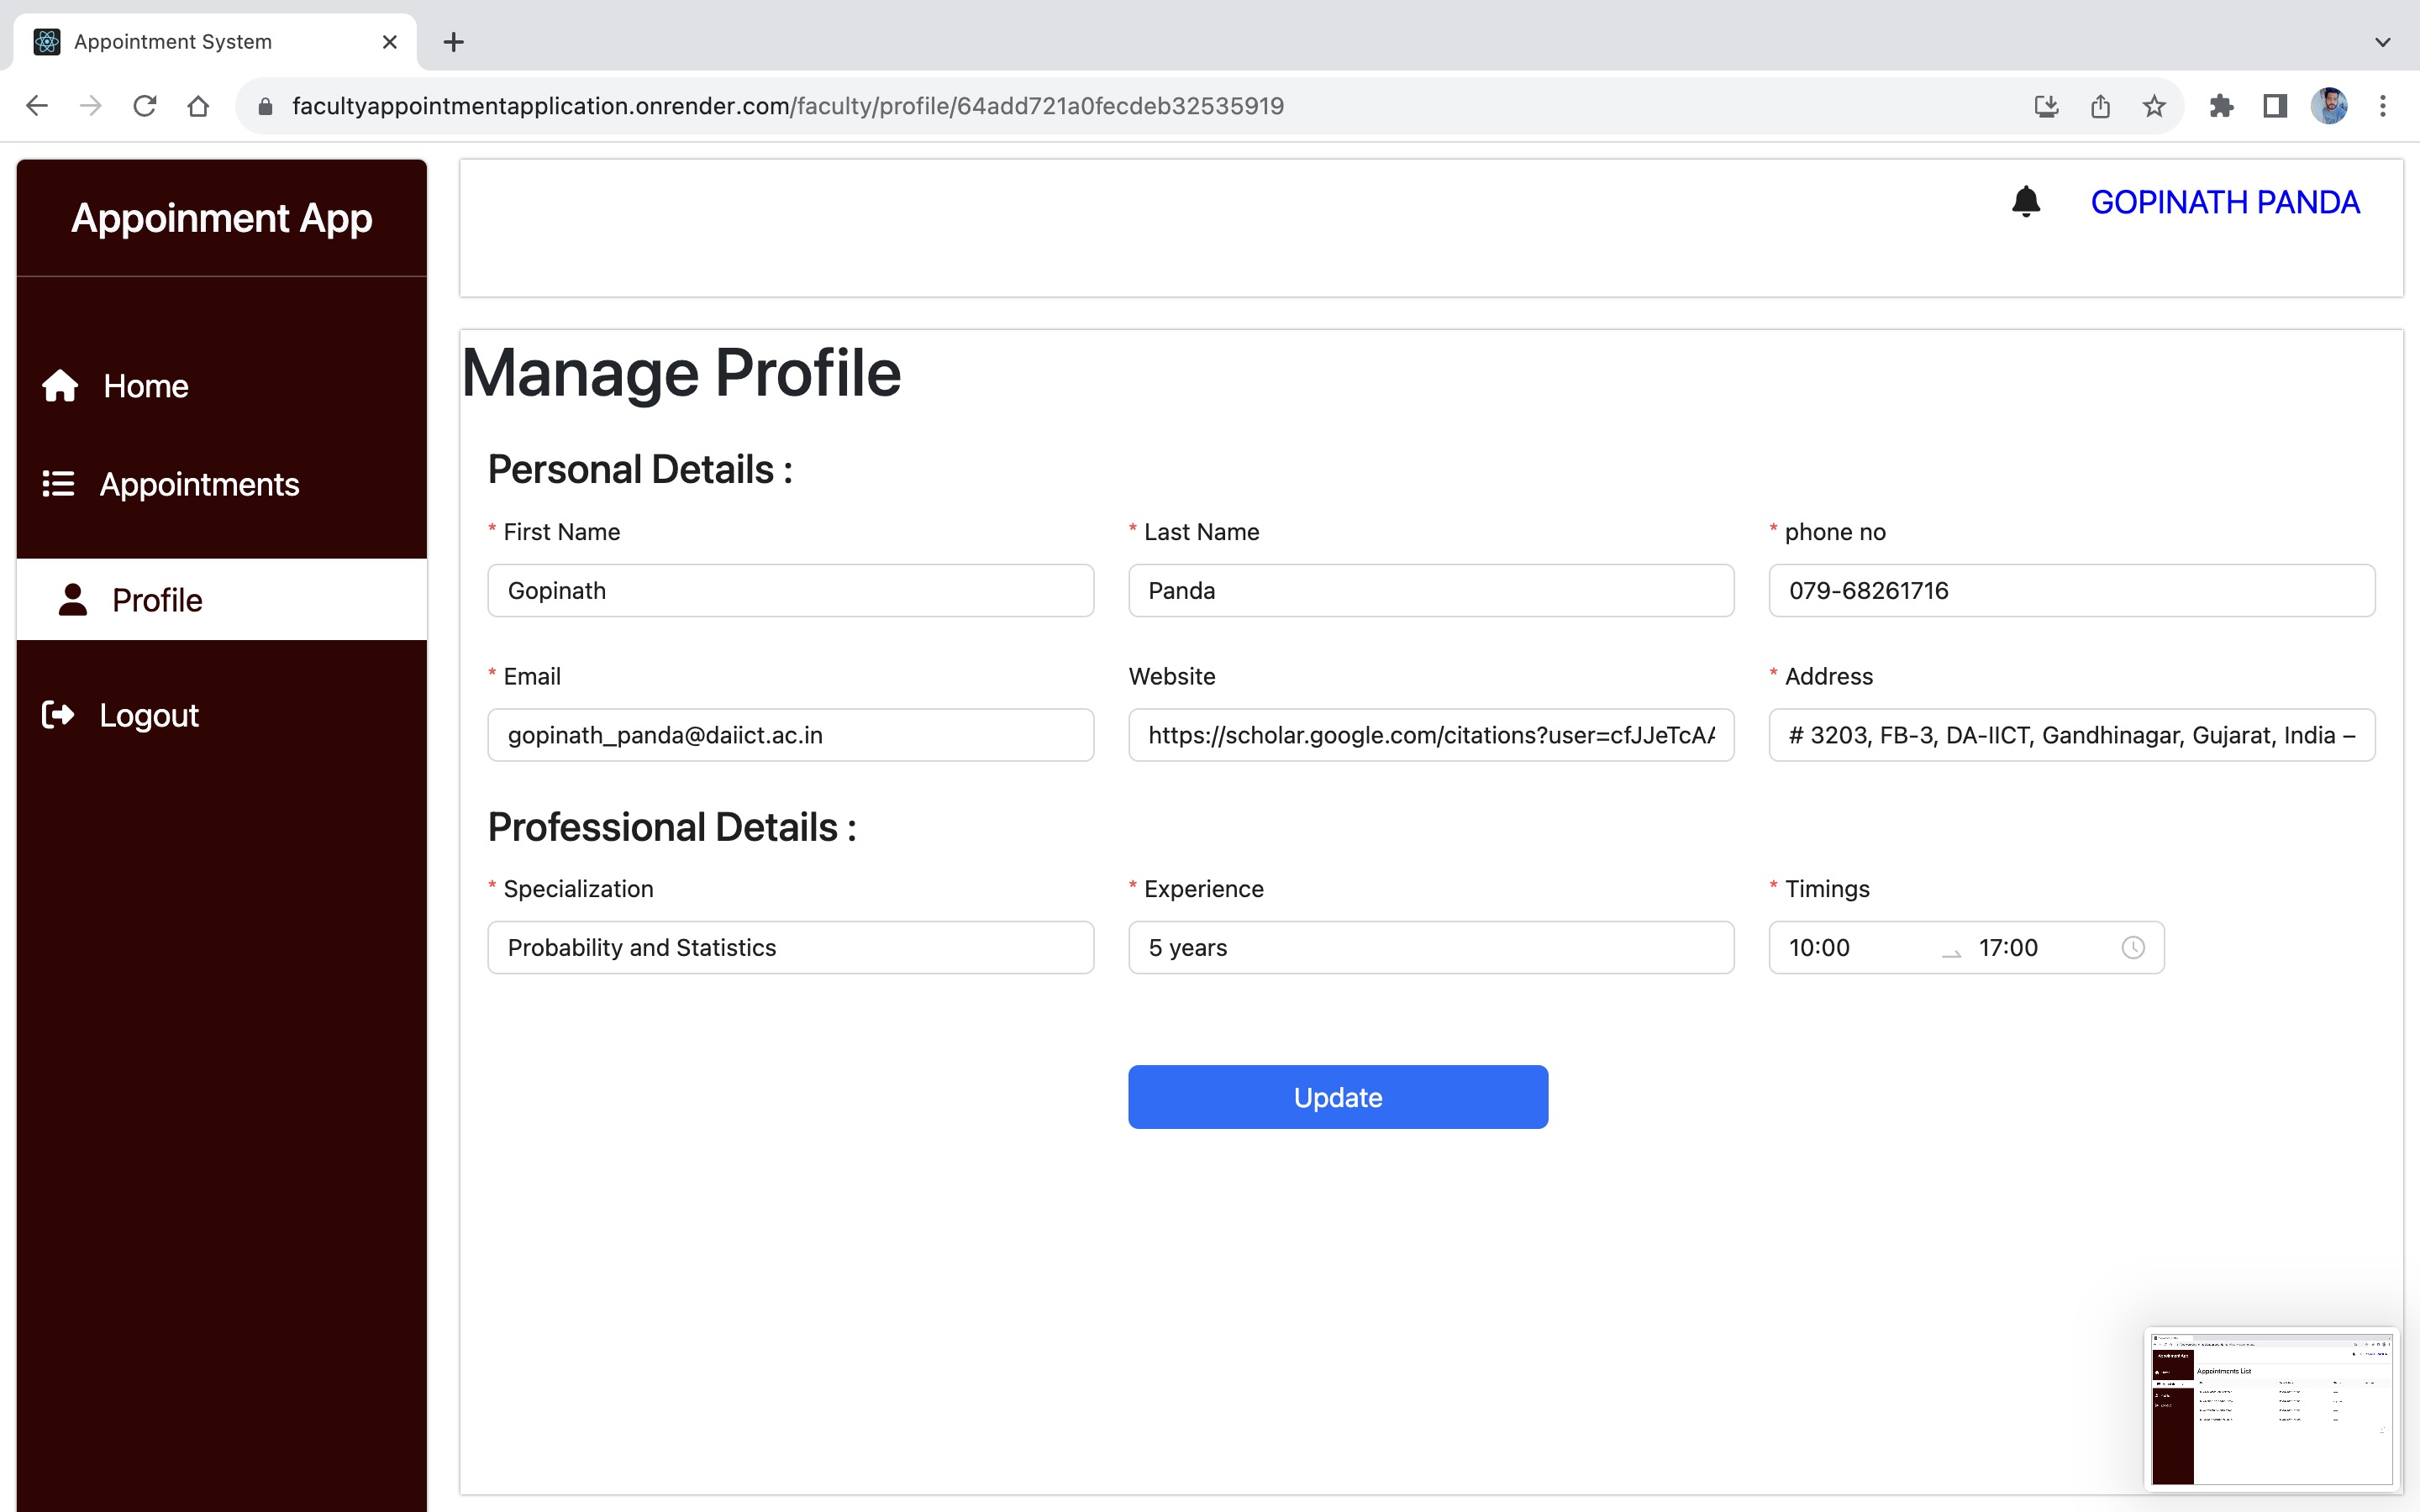 Appointment System
facultyappointmentapplication.onrender.com/faculty/profile/64add721a0fecdeb32535919
Appoinment App
Home
Appointments
Profile
Logout
GOPINATH PANDA
Manage Profile
Personal Details :
* First Name * Last Name * phone no
Gopinath Panda 079-68261716
* Email Website * Address
gopinath_panda@daiict.ac.in https://scholar.google.com/citations?user=cfJJeTcAA # 3203, FB-3, DA-IICT, Gandhinagar, Gujarat, India –
Professional Details :
* Specialization * Experience * Timings
Probability and Statistics 5 years 10:00 17:00
Update
Appointments List